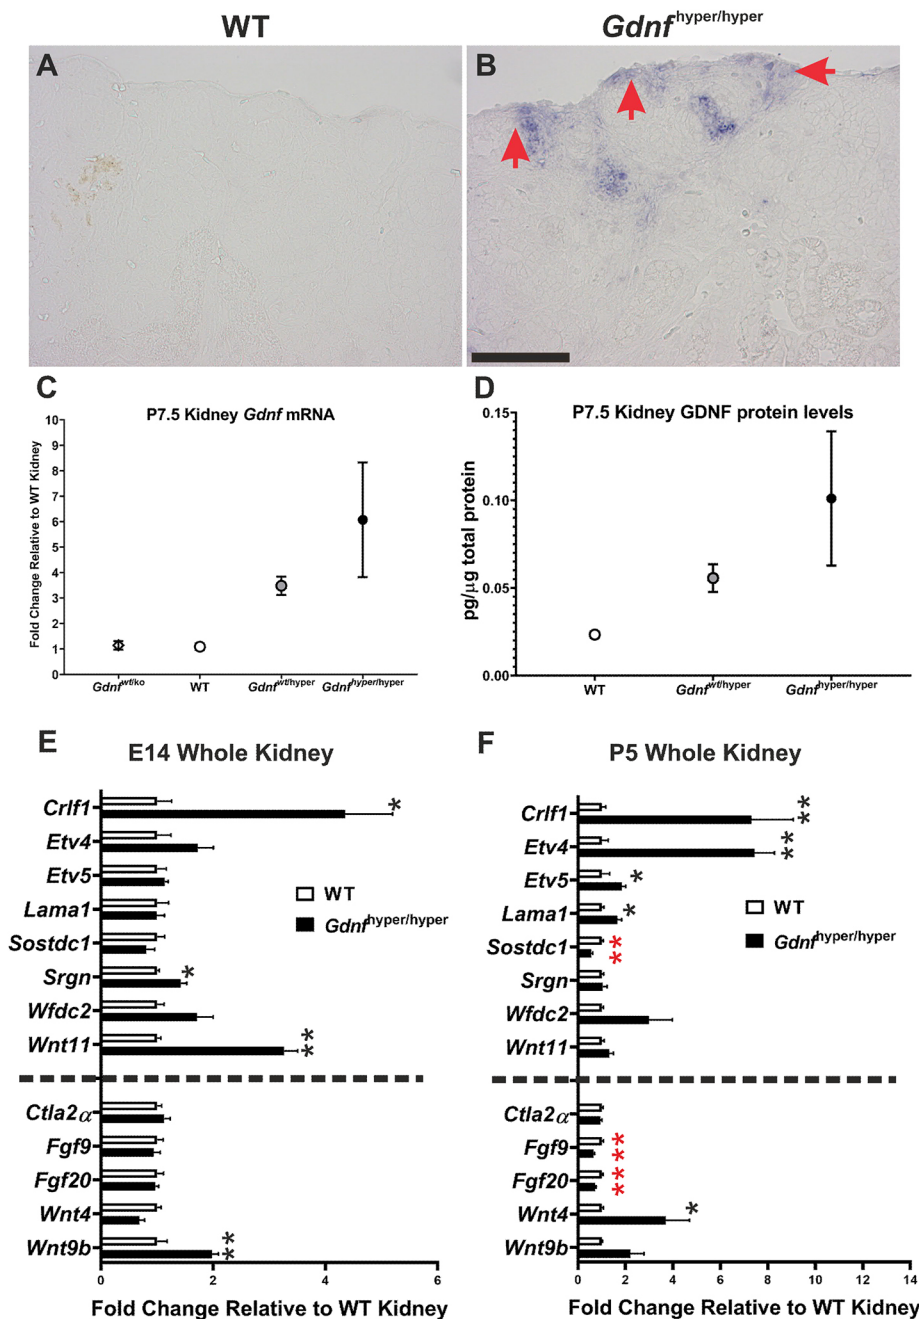 WT
Gdnf^hyper/hyper
A
B
C
P7.5 Kidney Gdnf mRNA
Fold Change Relative to WT Kidney
10
9
8
7
6
5
4
3
2
1
0
Gdnf^wt/ko
WT
Gdnf^wt/hyper
Gdnf^hyper/hyper
D
P7.5 Kidney GDNF protein levels
pg/µg total protein
0.15
0.10
0.05
0.00
WT
Gdnf^wt/hyper
Gdnf^hyper/hyper
E
E14 Whole Kidney
Crlf1 *
Etv4
Etv5
Lama1
Sostdc1
Srgn *
Wfdc2
Wnt11 **
Ctla2α
Fgf9
Fgf20
Wnt4
Wnt9b **
WT
Gdnf^hyper/hyper
0 2 4 6
Fold Change Relative to WT Kidney
F
P5 Whole Kidney
Crlf1 **
Etv4 **
Etv5 *
Lama1 *
Sostdc1 **
Srgn
Wfdc2
Wnt11
Ctla2α
Fgf9 **
Fgf20 **
Wnt4 *
Wnt9b
WT
Gdnf^hyper/hyper
0 2 4 6 8 10 12 14
Fold Change Relative to WT Kidney